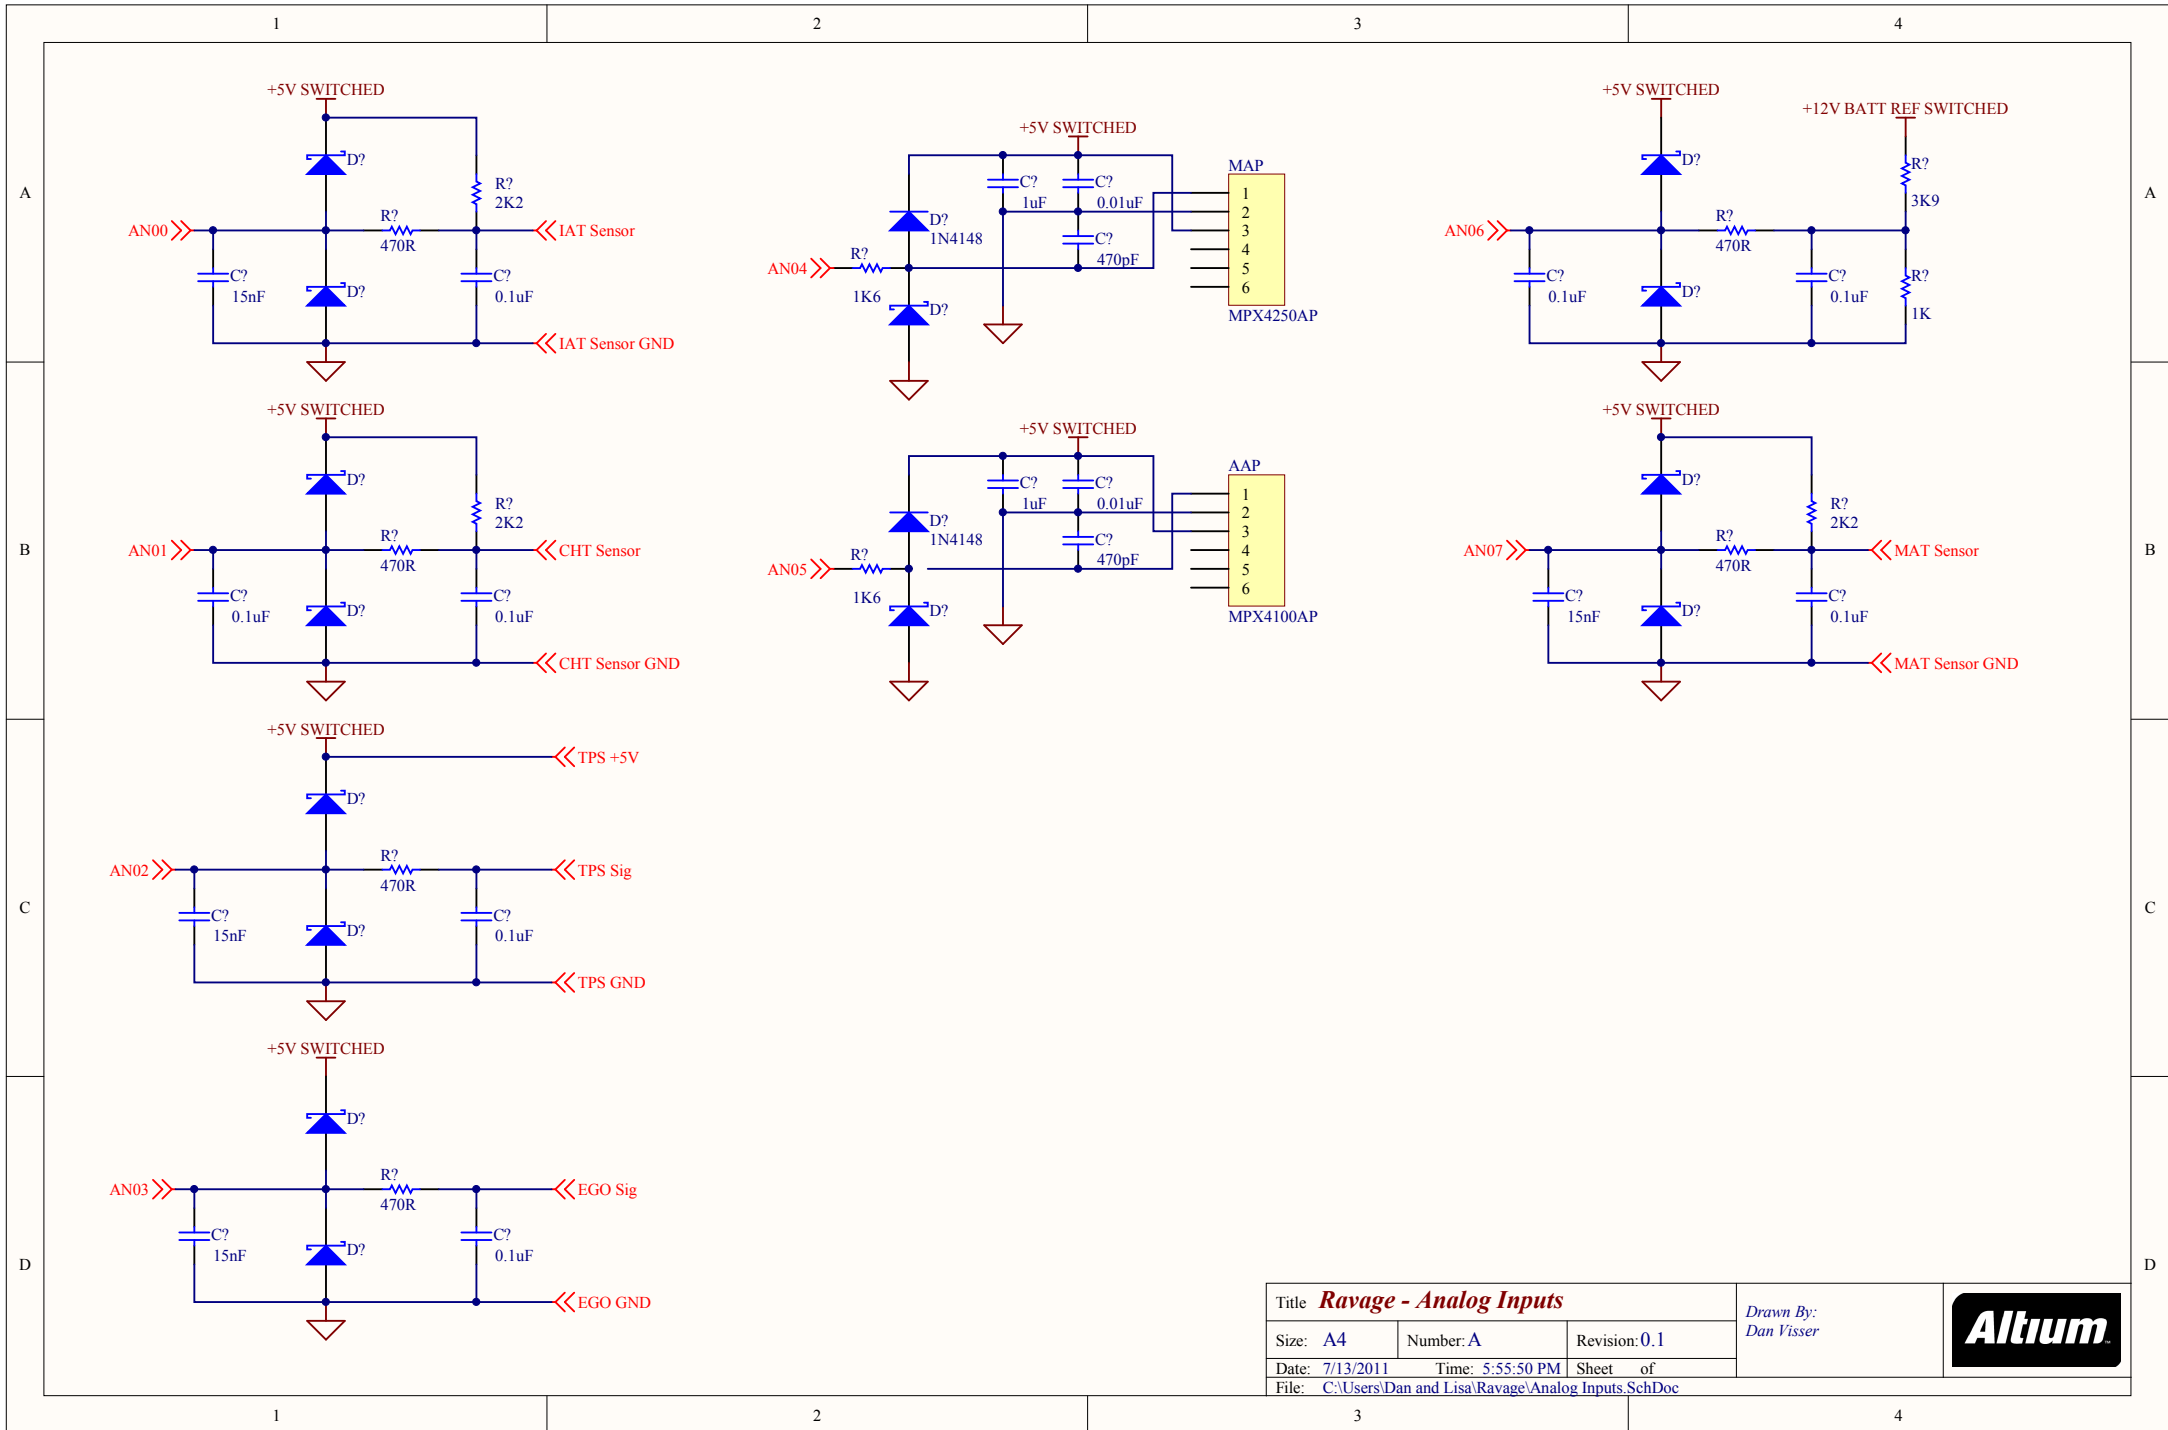 1 2 3 4
A A
B B
C C
D D
+5V SWITCHED
D?
R?
2K2
AN00
R?
470R
IAT Sensor
C?
15nF
D?
C?
0.1uF
IAT Sensor GND
+5V SWITCHED
D?
R?
2K2
AN01
R?
470R
CHT Sensor
C?
0.1uF
D?
C?
0.1uF
CHT Sensor GND
+5V SWITCHED
TPS +5V
D?
AN02
R?
470R
TPS Sig
C?
15nF
D?
C?
0.1uF
TPS GND
+5V SWITCHED
D?
AN03
R?
470R
EGO Sig
C?
15nF
D?
C?
0.1uF
EGO GND
+5V SWITCHED
MAP
C?
1uF
C?
0.01uF
D?
1N4148
C?
470pF
AN04
R?
1K6
D?
1
2
3
4
5
6
MPX4250AP
+5V SWITCHED
AAP
C?
1uF
C?
0.01uF
D?
1N4148
C?
470pF
AN05
R?
1K6
D?
1
2
3
4
5
6
MPX4100AP
+5V SWITCHED
+12V BATT REF SWITCHED
D?
R?
3K9
AN06
R?
470R
C?
0.1uF
D?
C?
0.1uF
R?
1K
+5V SWITCHED
D?
R?
2K2
AN07
R?
470R
MAT Sensor
C?
15nF
D?
C?
0.1uF
MAT Sensor GND
Title Ravage - Analog Inputs
Size: A4 Number: A Revision: 0.1
Date: 7/13/2011 Time: 5:55:50 PM Sheet of
File: C:\Users\Dan and Lisa\Ravage\Analog Inputs.SchDoc
Drawn By:
Dan Visser
Altium
1 2 3 4